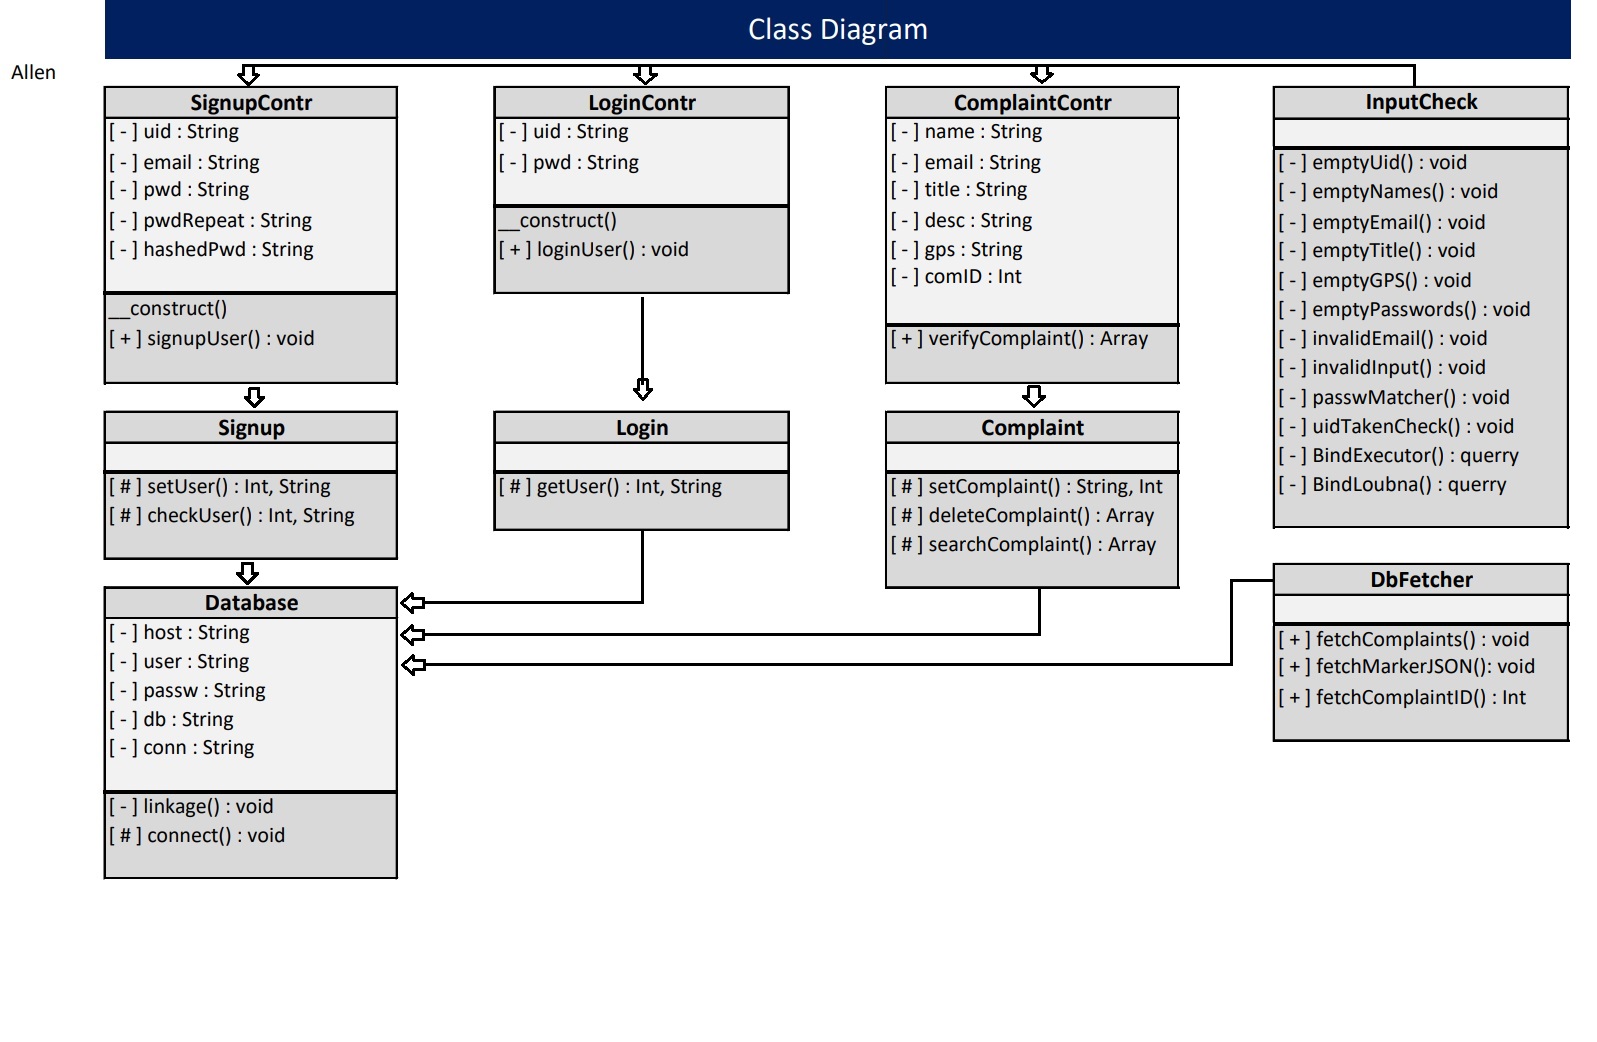 Class Diagram
Allen
SignupContr
[ - ] uid : String
[ - ] email : String
[ - ] pwd : String
[ - ] pwdRepeat : String
[ - ] hashedPwd : String
__construct()
[ + ] signupUser() : void
LoginContr
[ - ] uid : String
[ - ] pwd : String
__construct()
[ + ] loginUser() : void
ComplaintContr
[ - ] name : String
[ - ] email : String
[ - ] title : String
[ - ] desc : String
[ - ] gps : String
[ - ] comID : Int
[ + ] verifyComplaint() : Array
InputCheck
[ - ] emptyUid() : void
[ - ] emptyNames() : void
[ - ] emptyEmail() : void
[ - ] emptyTitle() : void
[ - ] emptyGPS() : void
[ - ] emptyPasswords() : void
[ - ] invalidEmail() : void
[ - ] invalidInput() : void
[ - ] passwMatcher() : void
[ - ] uidTakenCheck() : void
[ - ] BindExecutor() : querry
[ - ] BindLoubna() : querry
Signup
[ # ] setUser() : Int, String
[ # ] checkUser() : Int, String
Login
[ # ] getUser() : Int, String
Complaint
[ # ] setComplaint() : String, Int
[ # ] deleteComplaint() : Array
[ # ] searchComplaint() : Array
Database
[ - ] host : String
[ - ] user : String
[ - ] passw : String
[ - ] db : String
[ - ] conn : String
[ - ] linkage() : void
[ # ] connect() : void
DbFetcher
[ + ] fetchComplaints() : void
[ + ] fetchMarkerJSON(): void
[ + ] fetchComplaintID() : Int